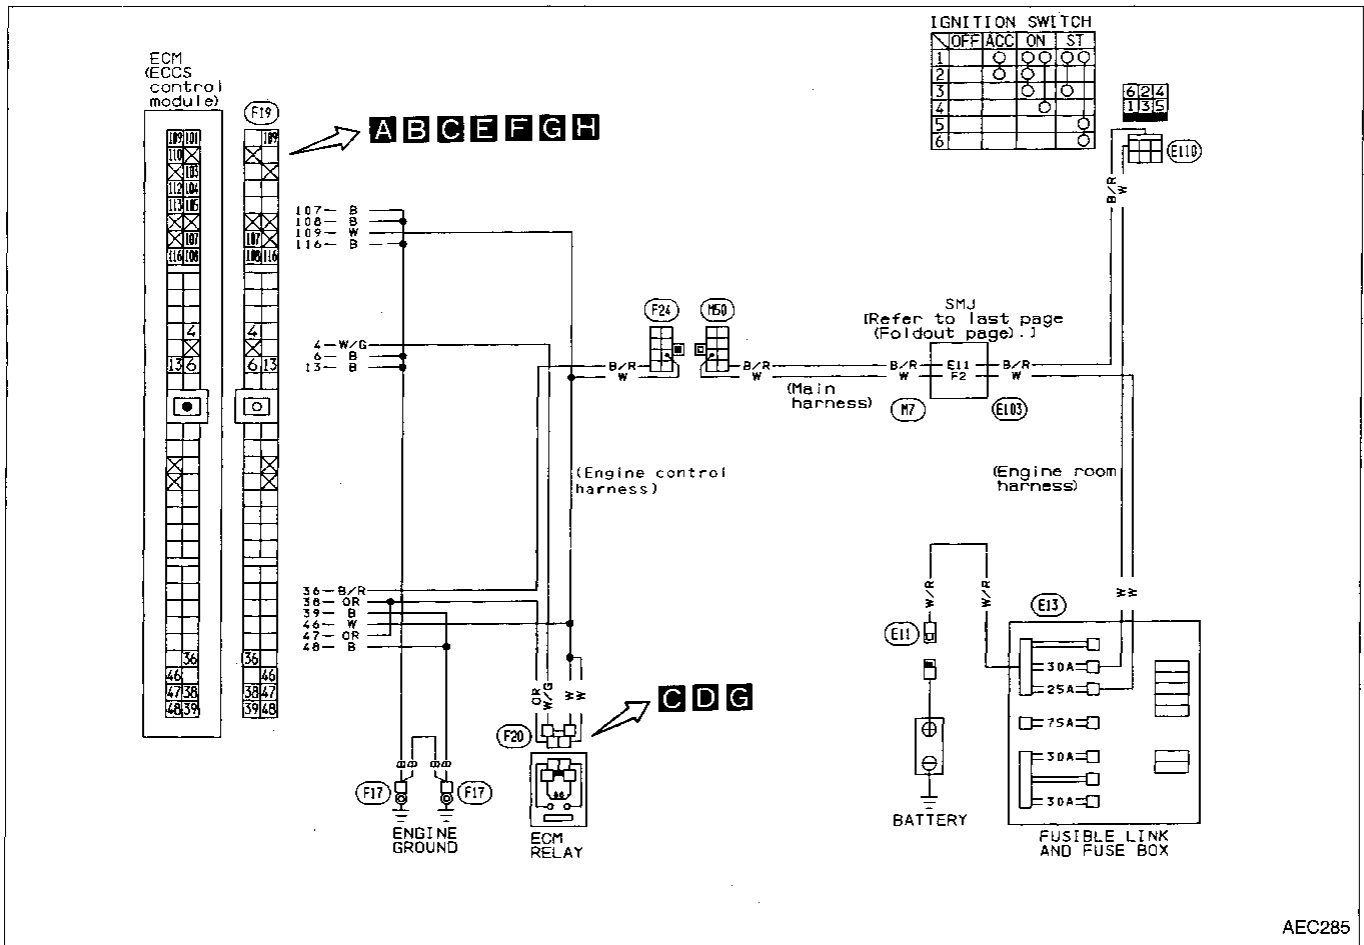 IGNITION SWITCH
OFF ACC ON ST
1
2
3
4
5
6
6 2 4
1 3 5
E110
B/R
W
ECM
(ECCS
control
module)
F19
109 101
110
103
112 104
113 105
107
116 108
4
13 6
36
46
47 38
48 39
109
107
108 116
4
6 13
36
46
38 47
39 48
A B C E F G H
107 B
108 B
109 W
116 B
4 W/G
6 B
13 B
36 B/R
38 OR
39 B
46 W
47 OR
48 B
F24
M50
B/R
W
B/R
W
(Main
harness)
SMJ
[Refer to last page
(Foldout page).]
B/R E11 B/R
W F2 W
M7
E103
(Engine control
harness)
(Engine room
harness)
W/R
W/R
W
W
E11
E13
30A
25A
75A
30A
30A
FUSIBLE LINK
AND FUSE BOX
BATTERY
OR
W/G
W
W
C D G
F20
ECM
RELAY
B
B
B
B
F17
F17
ENGINE
GROUND
AEC285